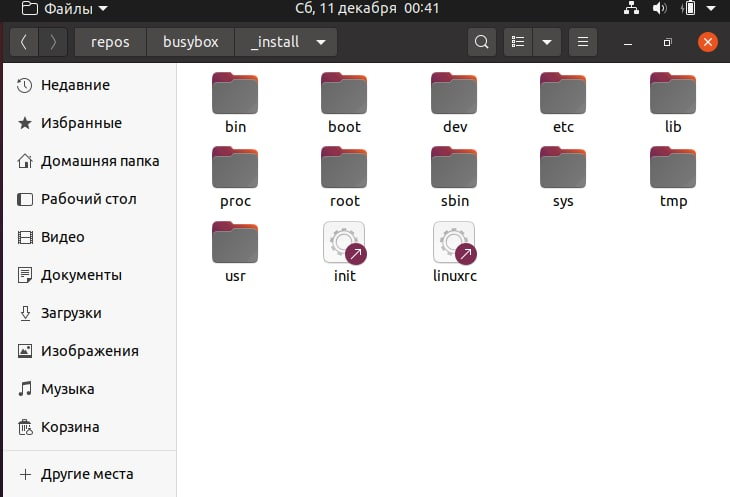 Файлы
Сб, 11 декабря 00:41
repos busybox _install
Недавние
Избранные
Домашняя папка
Рабочий стол
Видео
Документы
Загрузки
Изображения
Музыка
Корзина
Другие места
bin boot dev etc lib
proc root sbin sys tmp
usr init linuxrc